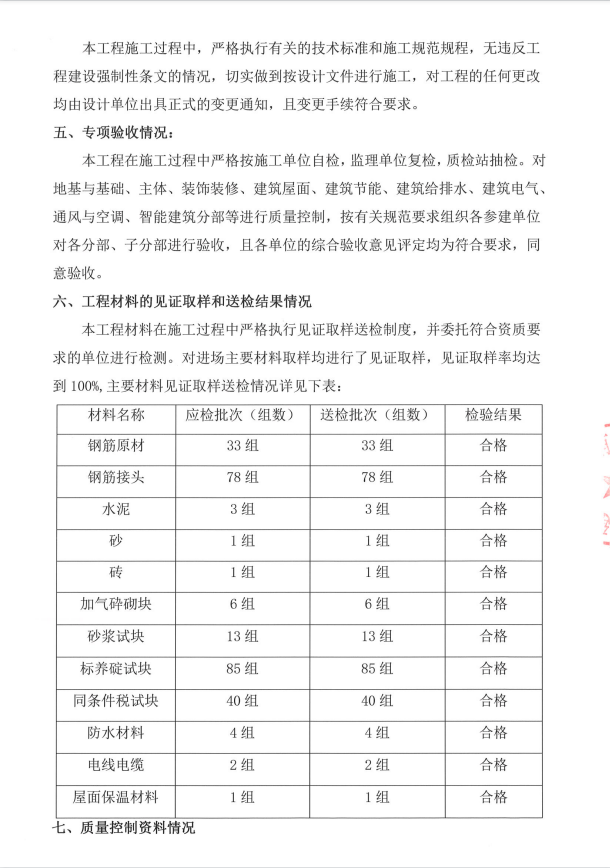 本工程施工过程中，严格执行有关的技术标准和施工规范规程，无违反工
程建设强制性条文的情况，切实做到按设计文件进行施工，对工程的任何更改
均由设计单位出具正式的变更通知，且变更手续符合要求。
五、专项验收情况：
本工程在施工过程中严格按施工单位自检，监理单位复检，质检站抽检。对
地基与基础、主体、装饰装修、建筑屋面、建筑节能、建筑给排水、建筑电气、
通风与空调、智能建筑分部等进行质量控制，按有关规范要求组织各参建单位
对各分部、子分部进行验收，且各单位的综合验收意见评定均为符合要求，同
意验收。
六、工程材料的见证取样和送检结果情况
本工程材料在施工过程中严格执行见证取样送检制度，并委托符合资质要
求的单位进行检测。对进场主要材料取样均进行了见证取样，见证取样率均达
到 100%,主要材料见证取样送检情况详见下表：
材料名称 应检批次（组数） 送检批次（组数） 检验结果
钢筋原材 33 组 33 组 合格
钢筋接头 78 组 78 组 合格
水泥 3 组 3 组 合格
砂 1 组 1 组 合格
砖 1 组 1 组 合格
加气砕砌块 6 组 6 组 合格
砂浆试块 13 组 13 组 合格
标养碇试块 85 组 85 组 合格
同条件税试块 40 组 40 组 合格
防水材料 4 组 4 组 合格
电线电缆 2 组 2 组 合格
屋面保温材料 1 组 1 组 合格
七、质量控制资料情况